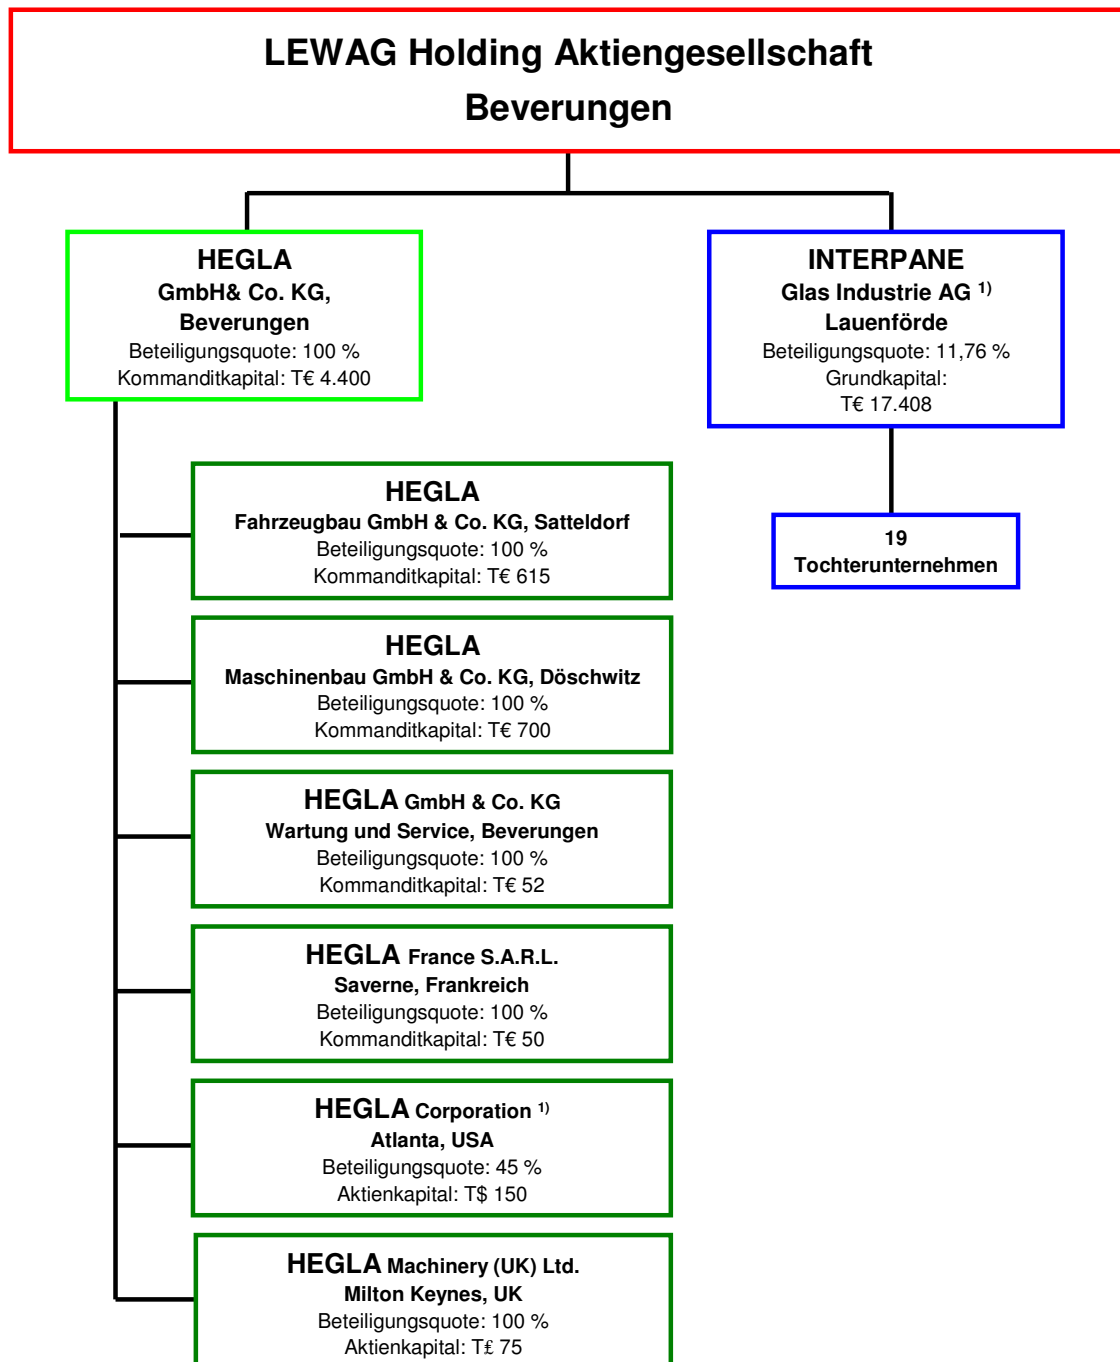 LEWAG Holding Aktiengesellschaft
Beverungen
HEGLA
GmbH& Co. KG,
Beverungen
Beteiligungsquote: 100 %
Kommanditkapital: T€ 4.400
INTERPANE
Glas Industrie AG 1)
Lauenförde
Beteiligungsquote: 11,76 %
Grundkapital:
T€ 17.408
19
Tochterunternehmen
HEGLA
Fahrzeugbau GmbH & Co. KG, Satteldorf
Beteiligungsquote: 100 %
Kommanditkapital: T€ 615
HEGLA
Maschinenbau GmbH & Co. KG, Döschwitz
Beteiligungsquote: 100 %
Kommanditkapital: T€ 700
HEGLA GmbH & Co. KG
Wartung und Service, Beverungen
Beteiligungsquote: 100 %
Kommanditkapital: T€ 52
HEGLA France S.A.R.L.
Saverne, Frankreich
Beteiligungsquote: 100 %
Kommanditkapital: T€ 50
HEGLA Corporation 1)
Atlanta, USA
Beteiligungsquote: 45 %
Aktienkapital: T$ 150
HEGLA Machinery (UK) Ltd.
Milton Keynes, UK
Beteiligungsquote: 100 %
Aktienkapital: T£ 75